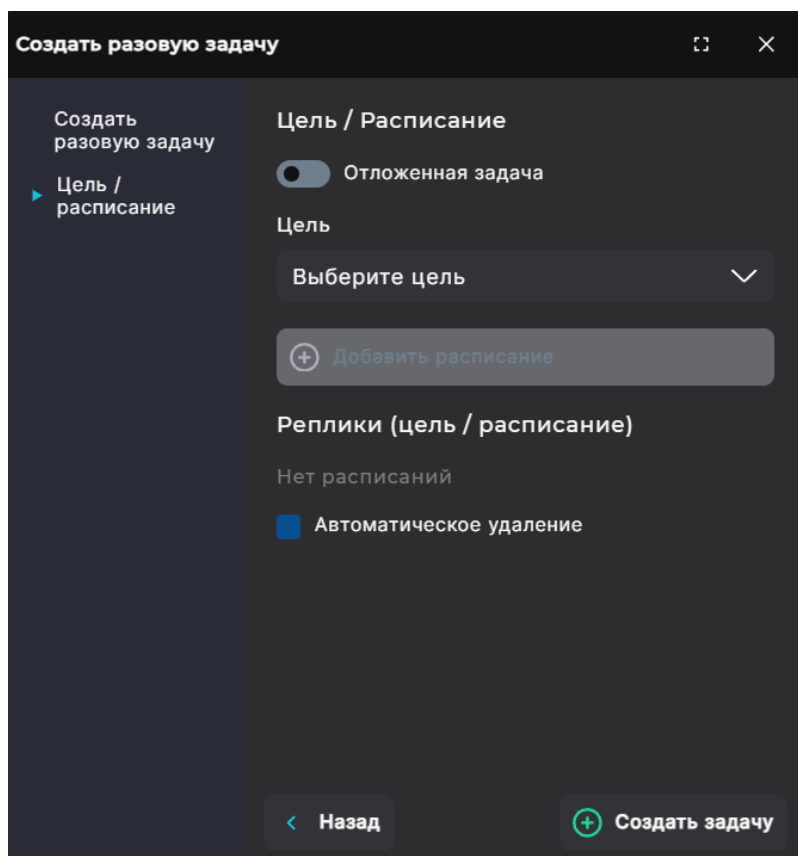 Создать разовую задачу
Создать
разовую задачу
Цель /
расписание
Цель / Расписание
Отложенная задача
Цель
Выберите цель
Добавить расписание
Реплики (цель / расписание)
Нет расписаний
Автоматическое удаление
Назад
Создать задачу